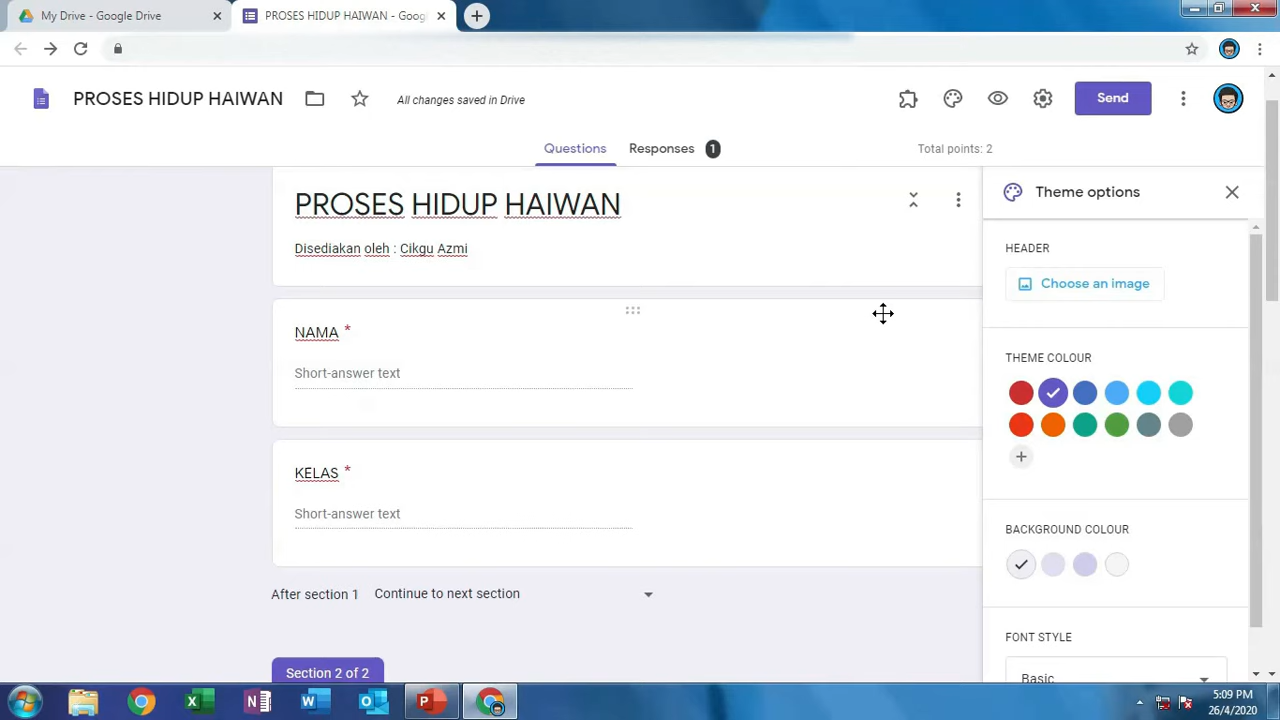 My Drive - Google Drive
PROSES HIDUP HAIWAN - Goog
PROSES HIDUP HAIWAN
All changes saved in Drive
Send
Questions
Responses 1
Total points: 2
PROSES HIDUP HAIWAN
Disediakan oleh : Cikgu Azmi
NAMA *
Short-answer text
KELAS *
Short-answer text
After section 1 Continue to next section
Section 2 of 2
Theme options
HEADER
Choose an image
THEME COLOUR
BACKGROUND COLOUR
FONT STYLE
Basic
5:09 PM
26/4/2020